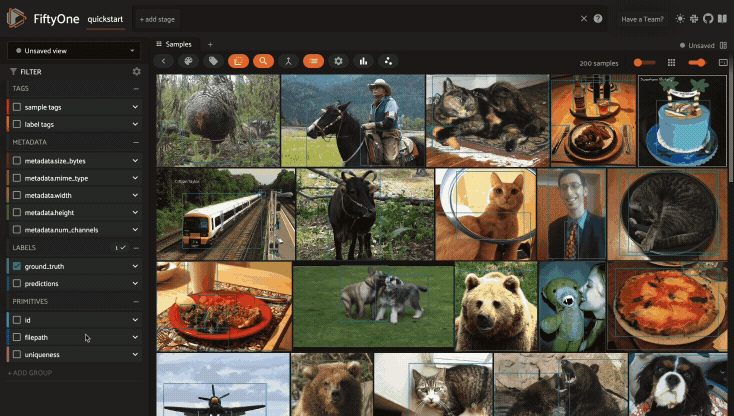 FiftyOne
quickstart
+ add stage
Have a Team?
Unsaved view
Samples
+
Unsaved
FILTER
200 samples
TAGS
sample tags
label tags
METADATA
metadata.size_bytes
metadata.mime_type
metadata.width
metadata.height
metadata.num_channels
LABELS
1
ground_truth
predictions
PRIMITIVES
id
filepath
uniqueness
+ ADD GROUP